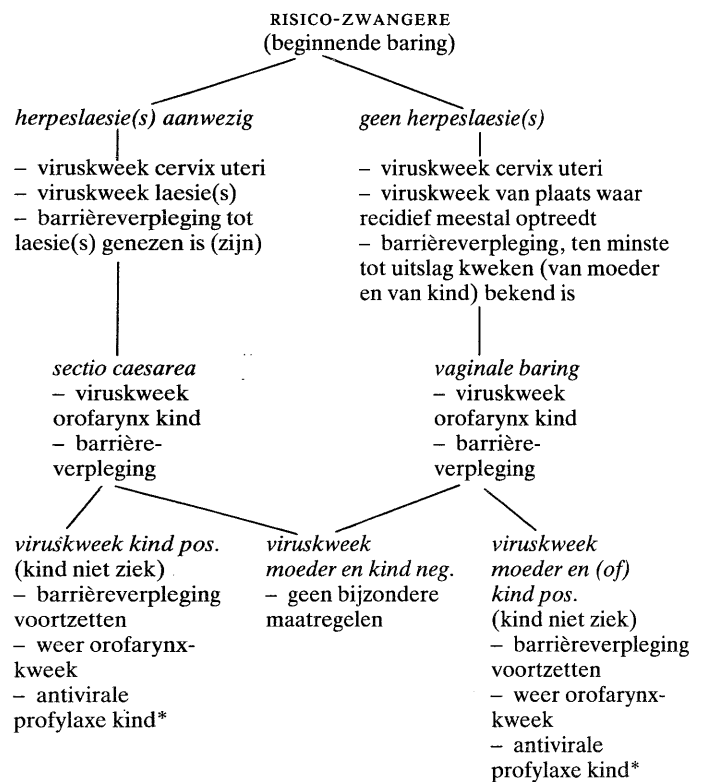 RISICO-ZWANGERE
(beginnende baring)
herpeslaesie(s) aanwezig
– viruskweek cervix uteri
– viruskweek laesie(s)
– barrièreverpleging tot
laesie(s) genezen is (zijn)
geen herpeslaesie(s)
– viruskweek cervix uteri
– viruskweek van plaats waar
recidief meestal optreedt
– barrièreverpleging, ten minste
tot uitslag kweken (van moeder
en van kind) bekend is
sectio caesarea
– viruskweek
orofarynx kind
– barrière-
verpleging
vaginale baring
– viruskweek
orofarynx kind
– barrière-
verpleging
viruskweek kind pos.
(kind niet ziek)
– barrièreverpleging
voortzetten
– weer orofarynx-
kweek
– antivirale
profylaxe kind*
viruskweek
moeder en kind neg.
– geen bijzondere
maatregelen
viruskweek
moeder en (of)
kind pos.
(kind niet ziek)
– barrièreverpleging
voortzetten
– weer orofarynx-
kweek
– antivirale
profylaxe kind*